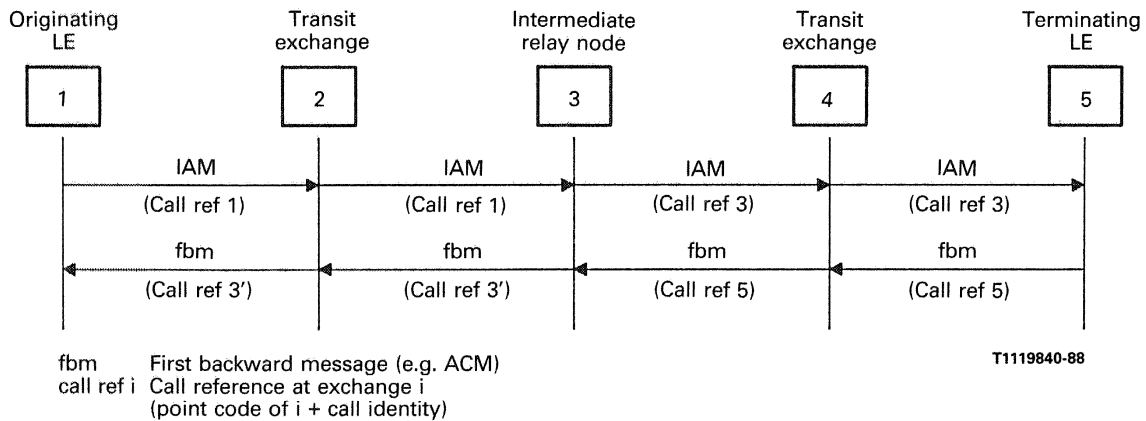 Originating LE
Transit exchange
Intermediate relay node
Transit exchange
Terminating LE
1
2
3
4
5
IAM
IAM
IAM
IAM
(Call ref 1)
(Call ref 1)
(Call ref 3)
(Call ref 3)
fbm
fbm
fbm
fbm
(Call ref 3')
(Call ref 3')
(Call ref 5)
(Call ref 5)
fbm First backward message (e.g. ACM)
call ref i Call reference at exchange i
(point code of i + call identity)
T1119840-88